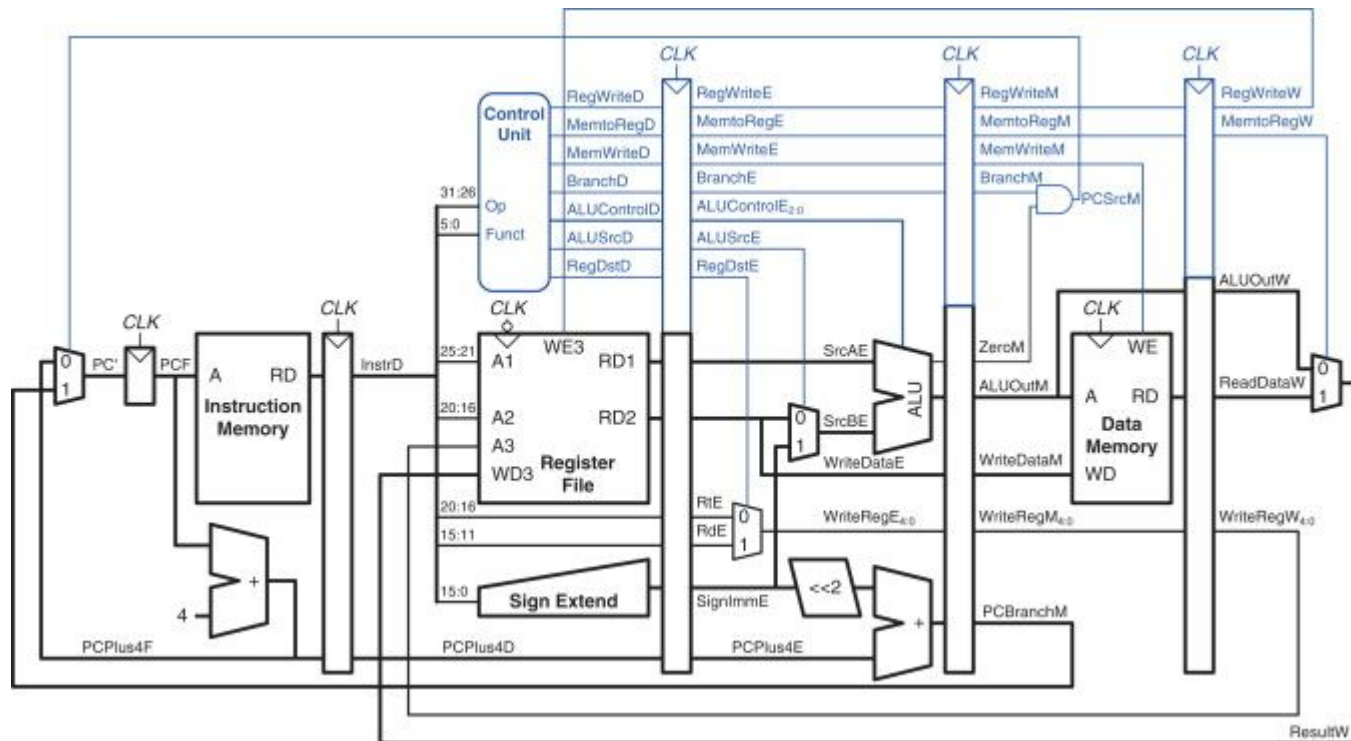 CLK CLK CLK
RegWriteD RegWriteE RegWriteM RegWriteW
Control Unit
MemtoRegD MemtoRegE MemtoRegM MemtoRegW
MemWriteD MemWriteE MemWriteM
BranchD BranchE BranchM
31:26 Op ALUControlD ALUControlE2:0 PCSrcM
5:0 Funct ALUSrcD ALUSrcE
RegDstD RegDstE
ALUOutW
CLK CLK CLK CLK
0 PC' PCF A RD InstrD 25:21 A1 WE3 RD1 SrcAE ZeroM WE 0
1 Instruction Memory 20:16 A2 RD2 0 SrcBE ALU ALUOutM A RD ReadDataW 1
A3 1 Data Memory
WD3 Register File WriteDataE WriteDataM WD
20:16 RtE 0 WriteRegE4:0 WriteRegM4:0 WriteRegW4:0
15:11 RdE 1
+ 15:0 Sign Extend SignImmE <<2
4 + PCBranchM
PCPlus4F PCPlus4D PCPlus4E
ResultW